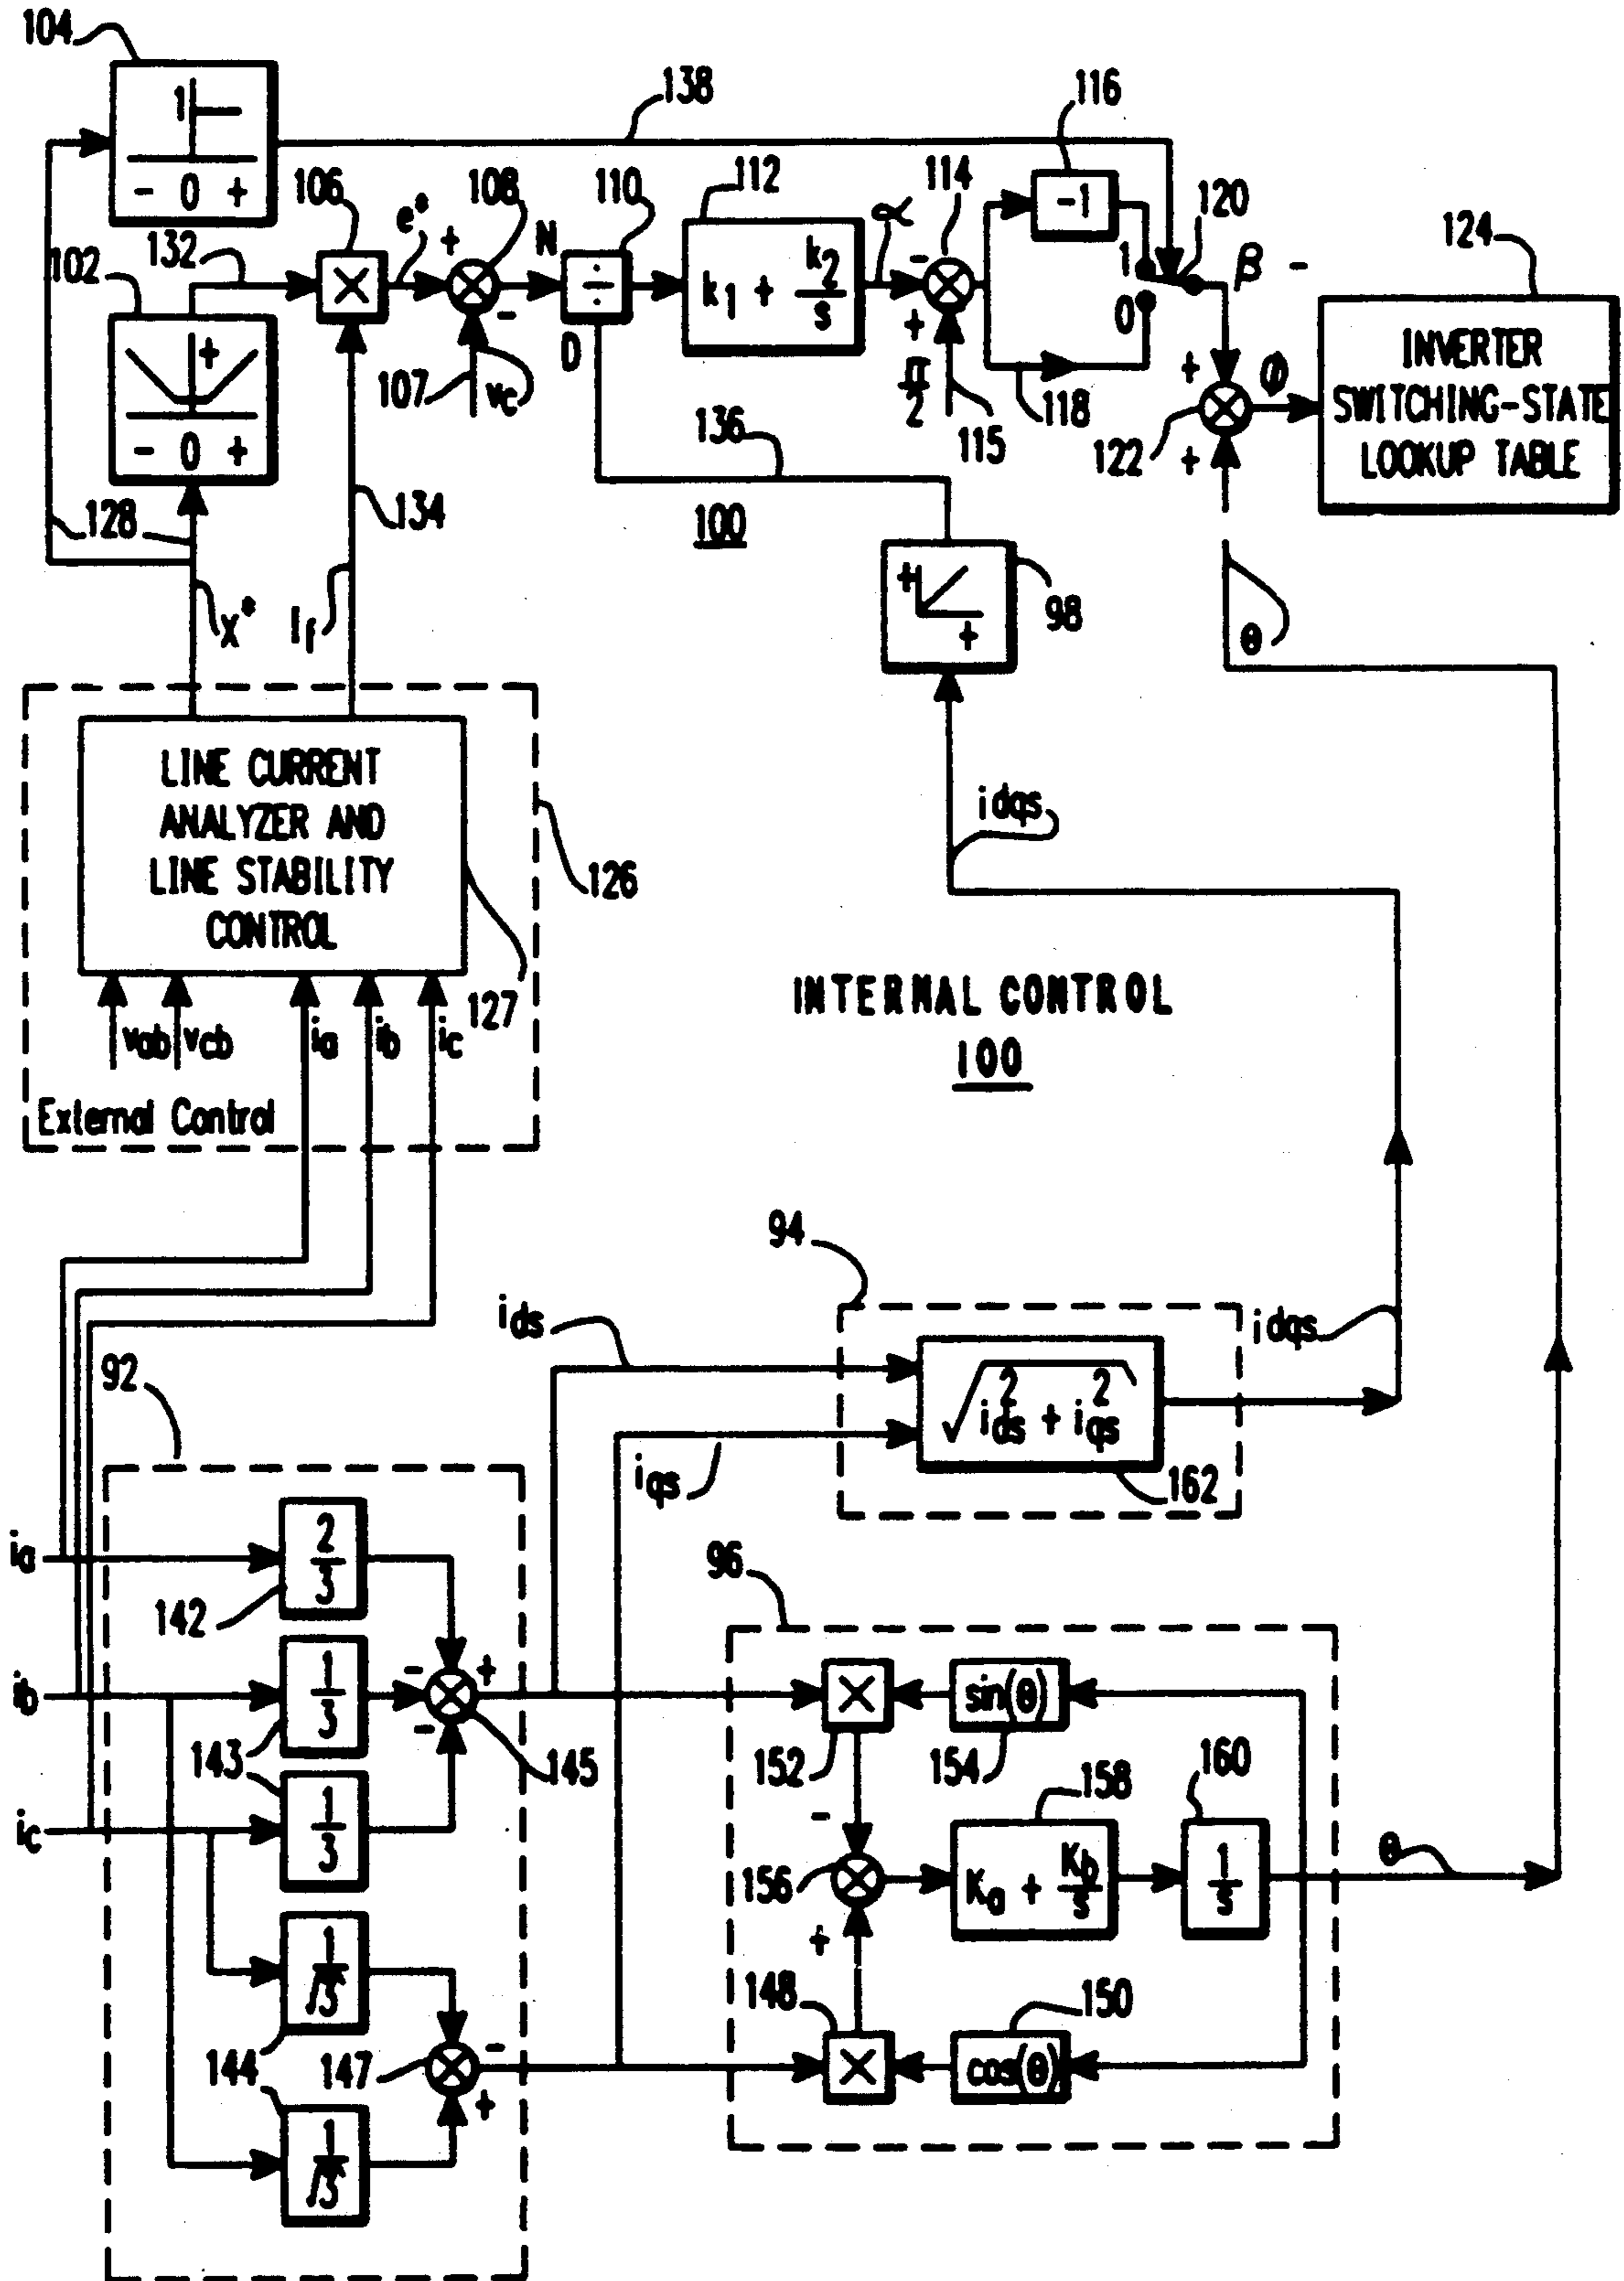 104
1
- 0 +
138
116
106
108
110
112
114
-1
120
124
102
132
e*
+
-
N
÷
D
k1 + k2/s
α
-
+
1
0
β -
X
107
vc
π/2
115
118
+
+
122
φ
INVERTER
SWITCHING-STATE
LOOKUP TABLE
+
- 0 +
128
134
136
100
+
+
98
θ
X*
If
LINE CURRENT
ANALYZER AND
LINE STABILITY
CONTROL
126
127
vab vcb ia ib ic
External Control
idqs
INTERNAL CONTROL
100
94
ids
√ids² + iqs²
idqs
iqs
162
92
ia
2/3
142
96
ib
1/3
-
+
-
143
145
ic
1/3
X
sin(θ)
152
154
158
160
-
156
Ka + Kb/s
1/s
θ
+
1/√3
144
147
-
+
148
150
X
cos(θ)
1/√3